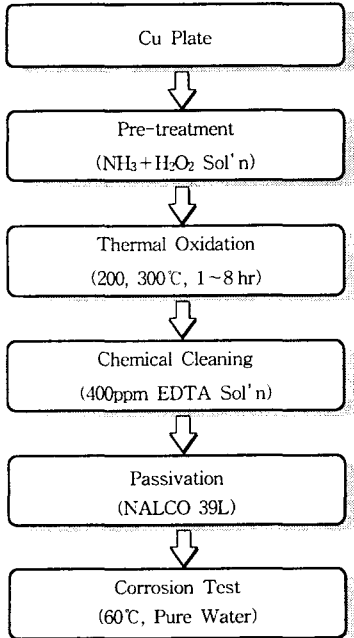 Cu Plate
Pre-treatment
(NH₃+H₂O₂ Sol'n)
Thermal Oxidation
(200, 300℃, 1~8 hr)
Chemical Cleaning
(400ppm EDTA Sol'n)
Passivation
(NALCO 39L)
Corrosion Test
(60℃, Pure Water)